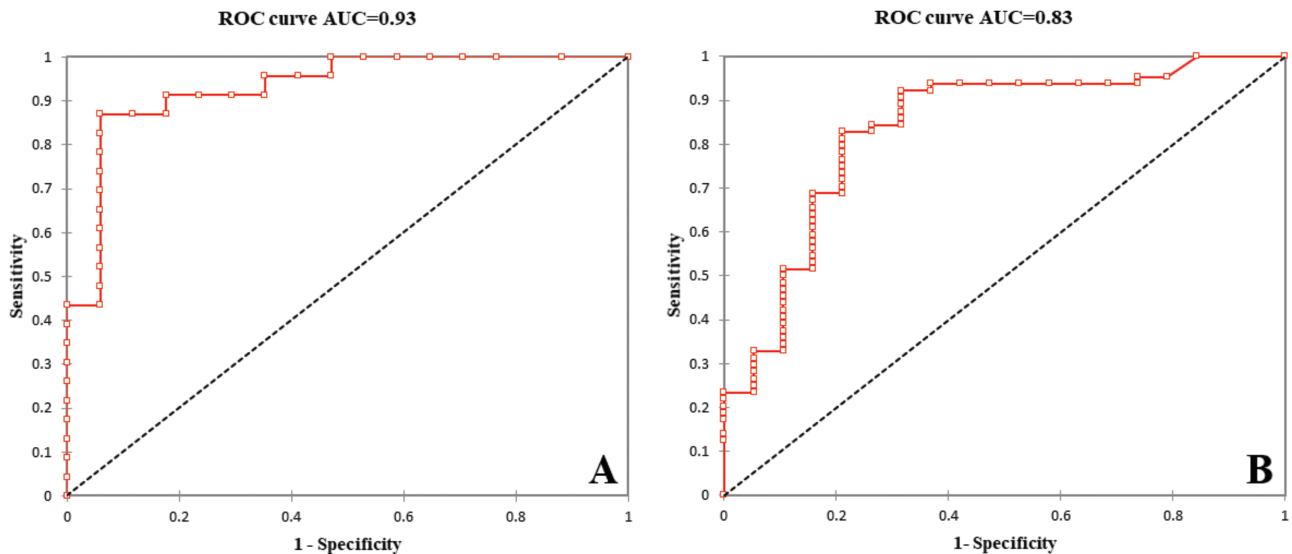 ROC curve AUC=0.93
1
0.9
0.8
0.7
0.6
0.5
0.4
0.3
0.2
0.1
0
Sensitivity
0 0.2 0.4 0.6 0.8 1
1 - Specificity
A
ROC curve AUC=0.83
1
0.9
0.8
0.7
0.6
0.5
0.4
0.3
0.2
0.1
0
Sensitivity
0 0.2 0.4 0.6 0.8 1
1- Specificity
B